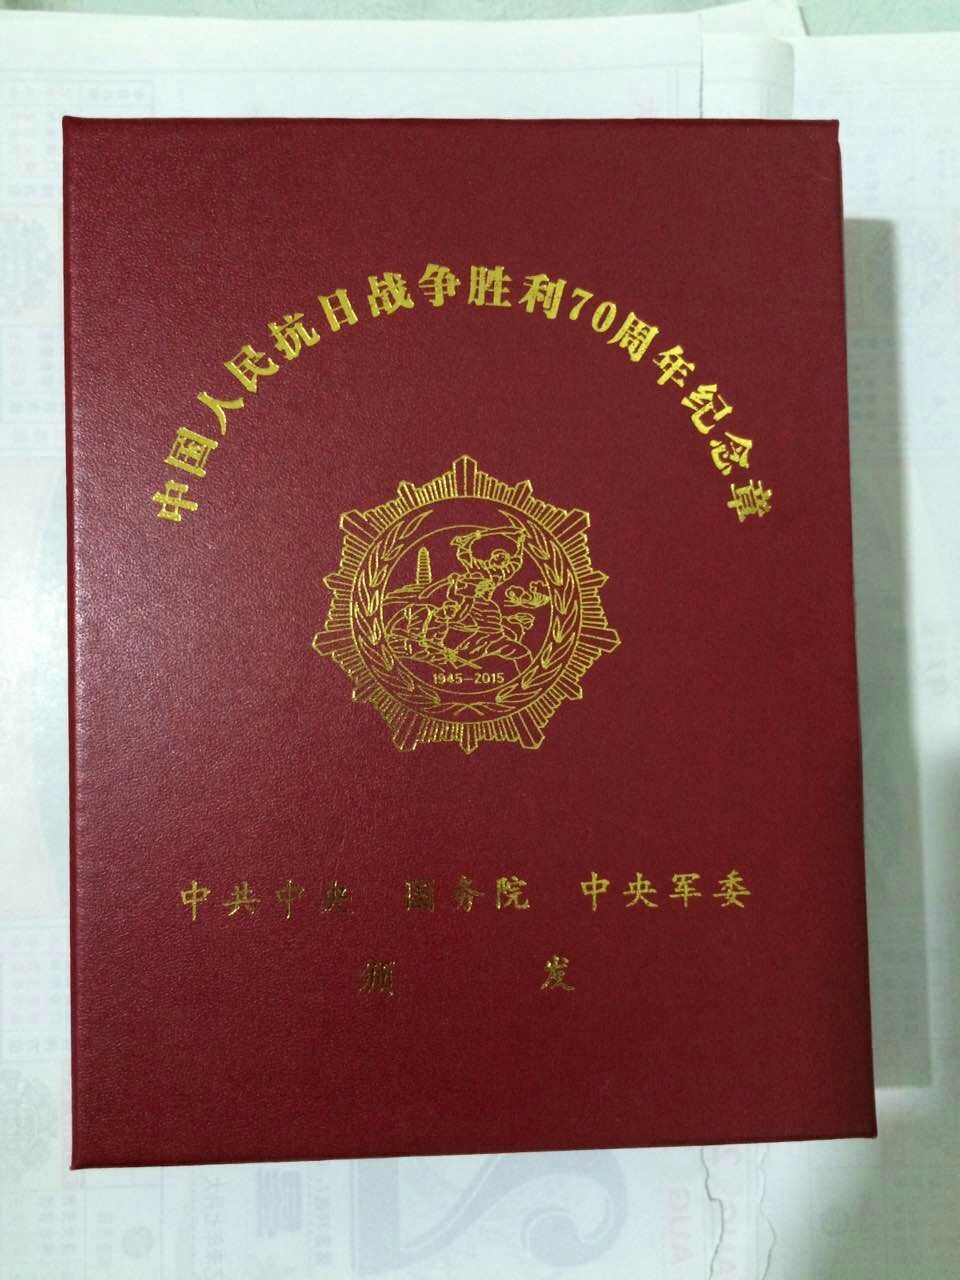 中国人民抗日战争胜利70周年纪念章
1945-2015
中共中央 国务院 中央军委
颁 发